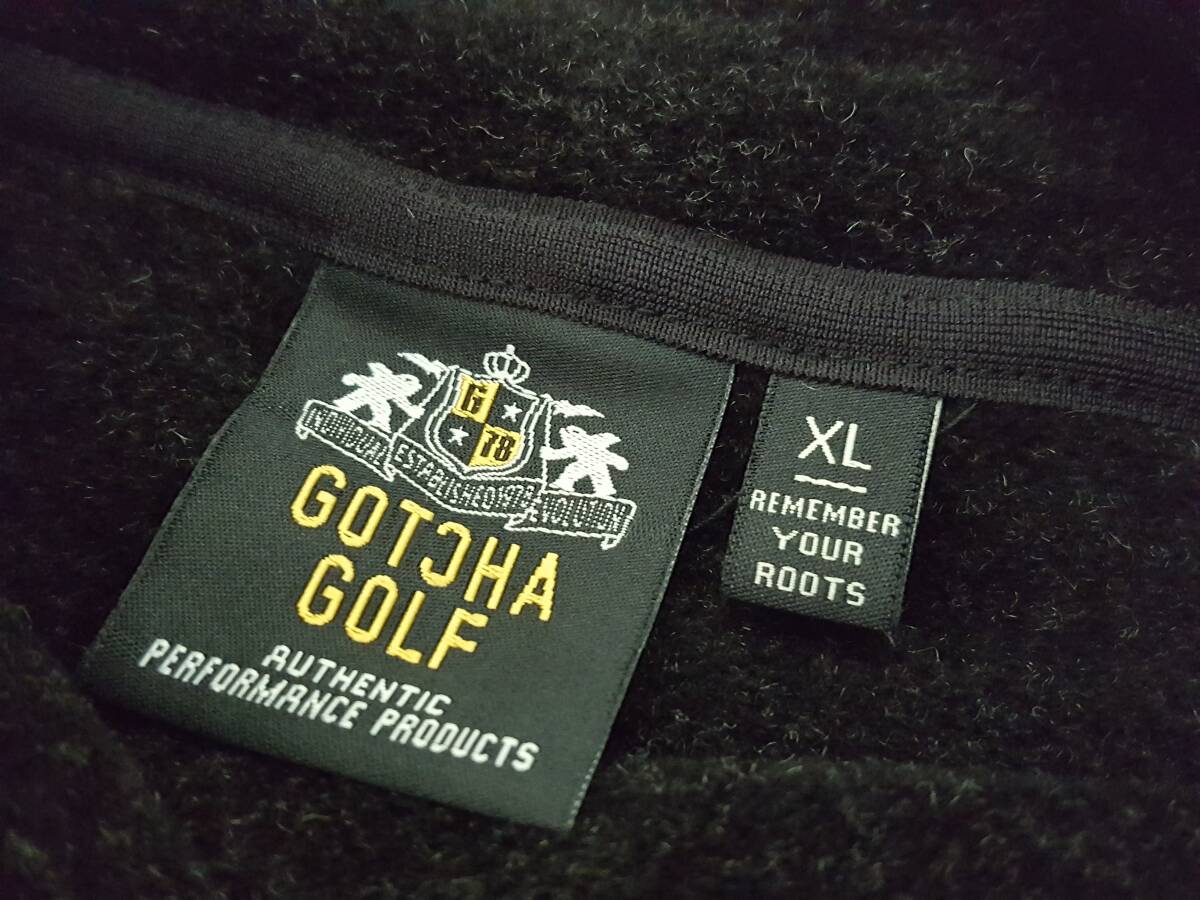 G
78
INDIVIDUAL ESTABLISHED 1978 EVOLUTION
GOTCHA
GOLF
AUTHENTIC
PERFORMANCE PRODUCTS
XL
REMEMBER
YOUR
ROOTS